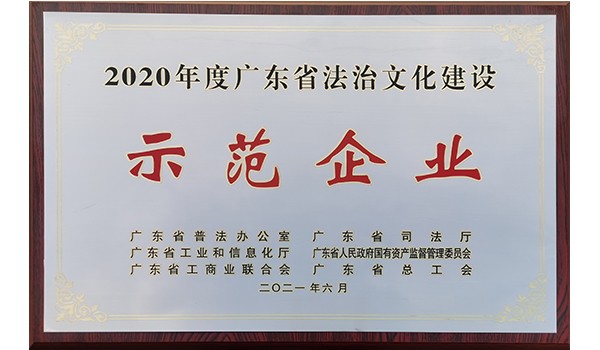 2020年度广东省法治文化建设
示范企业
广东省普法办公室 广东省司法厅
广东省工业和信息化厅 广东省人民政府国有资产监督管理委员会
广东省工商业联合会 广东省总工会
二〇二一年六月